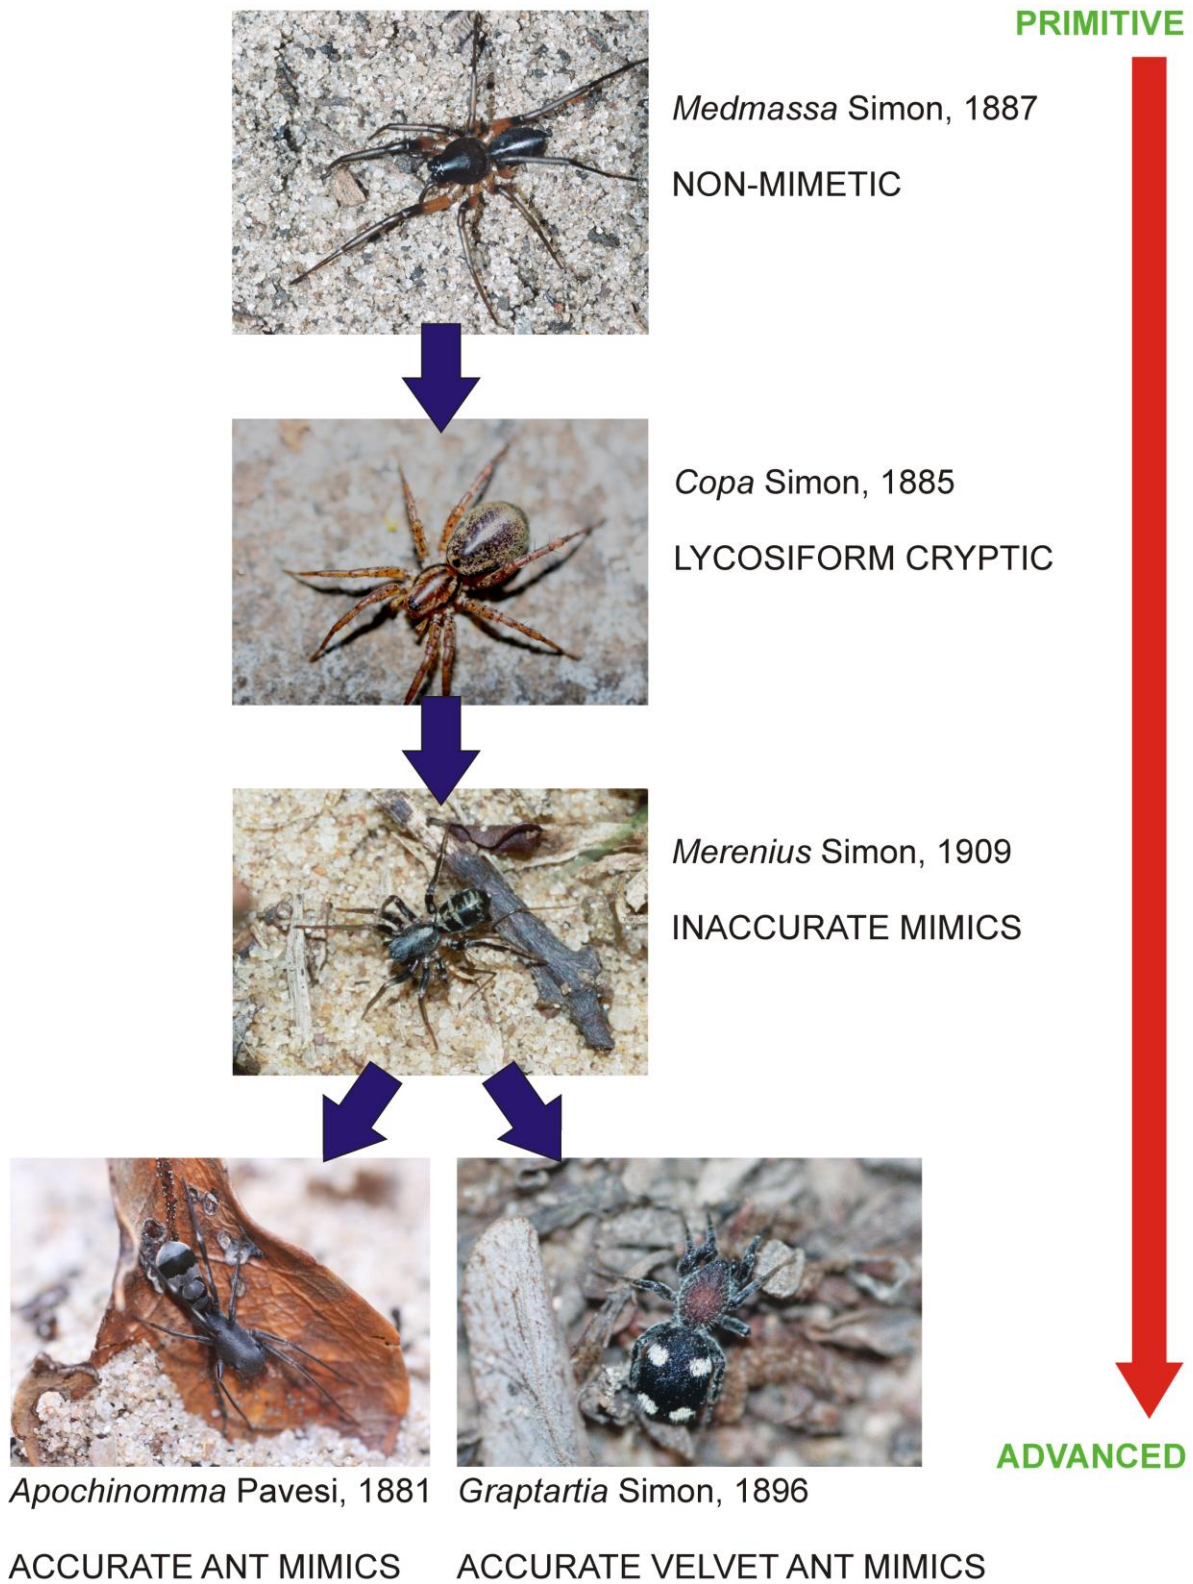 PRIMITIVE
Medmassa Simon, 1887
NON-MIMETIC
Copa Simon, 1885
LYCOSIFORM CRYPTIC
Merenius Simon, 1909
INACCURATE MIMICS
ADVANCED
Apochinomma Pavesi, 1881
Graptartia Simon, 1896
ACCURATE ANT MIMICS
ACCURATE VELVET ANT MIMICS